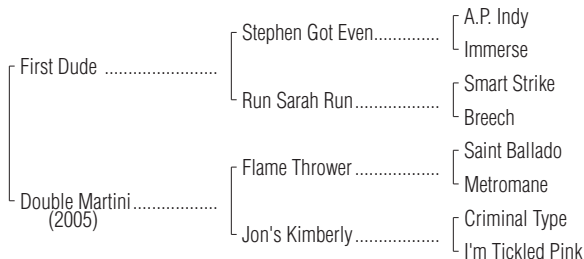 A.P. Indy
Stephen Got Even..............
Immerse
First Dude ........................
Smart Strike
Run Sarah Run..................
Breech
Saint Ballado
Flame Thrower ..................
Metromane
Double Martini..................
(2005)
Criminal Type
Jon's Kimberly ..................
I'm Tickled Pink